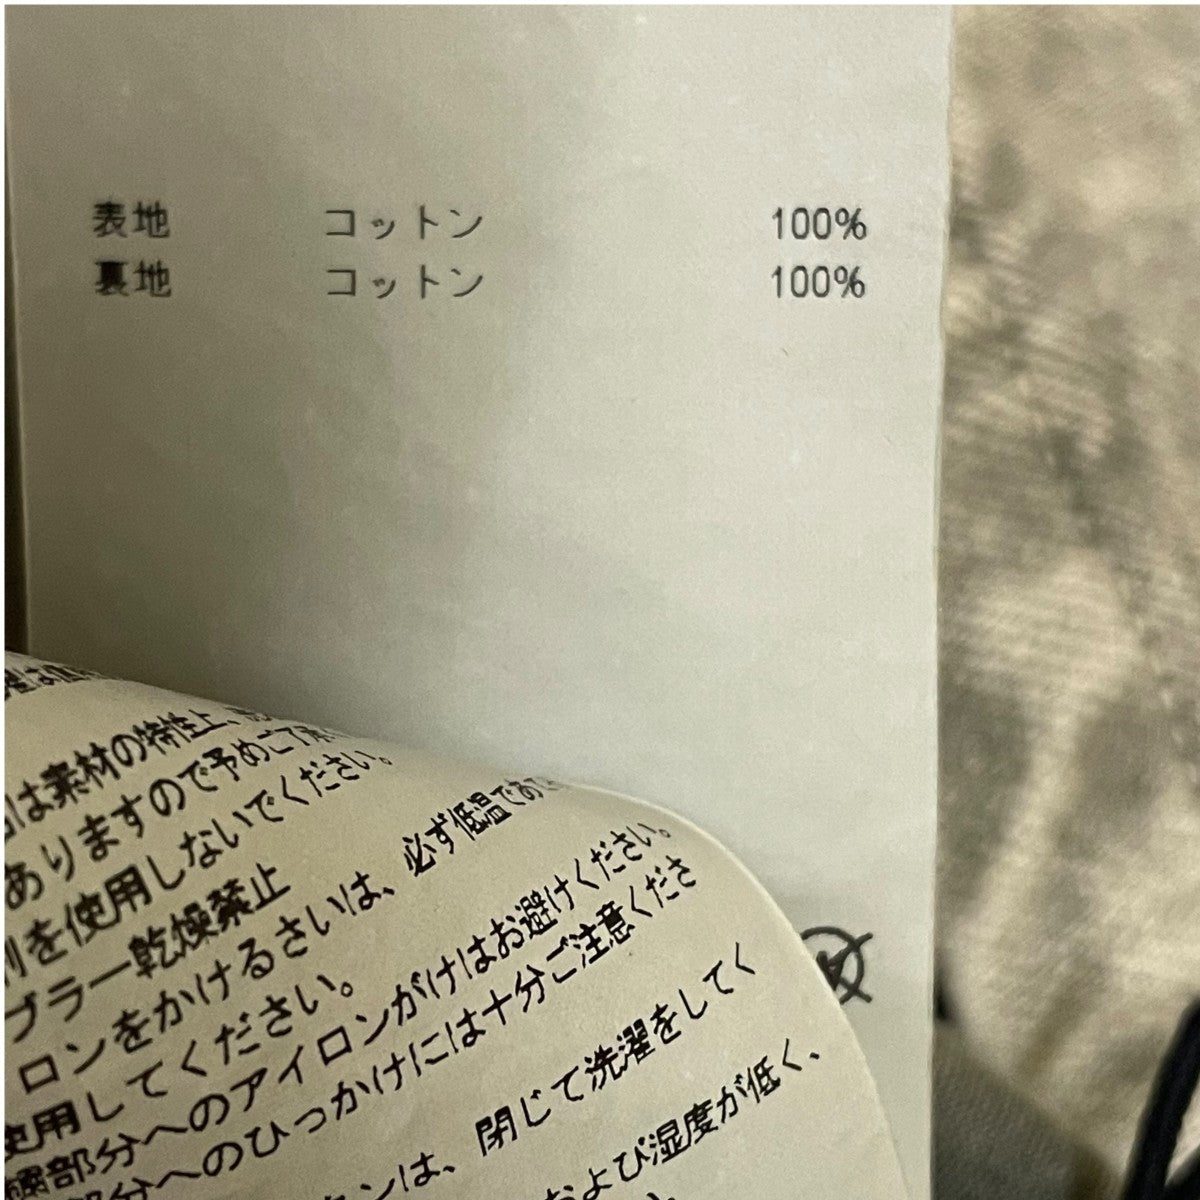 表地 コットン 100%
裏地 コットン 100%
は素材の特性上、
ありますので予めご了承
剤を使用しないでください。
ブラー乾燥禁止
ロンをかけるさいは、必ず低温であて
使用してください。
部分へのアイロンがけはお避けください。
部分へのひっかけには十分ご注意くださ
ンは、閉じて洗濯をしてく
および湿度が低く、